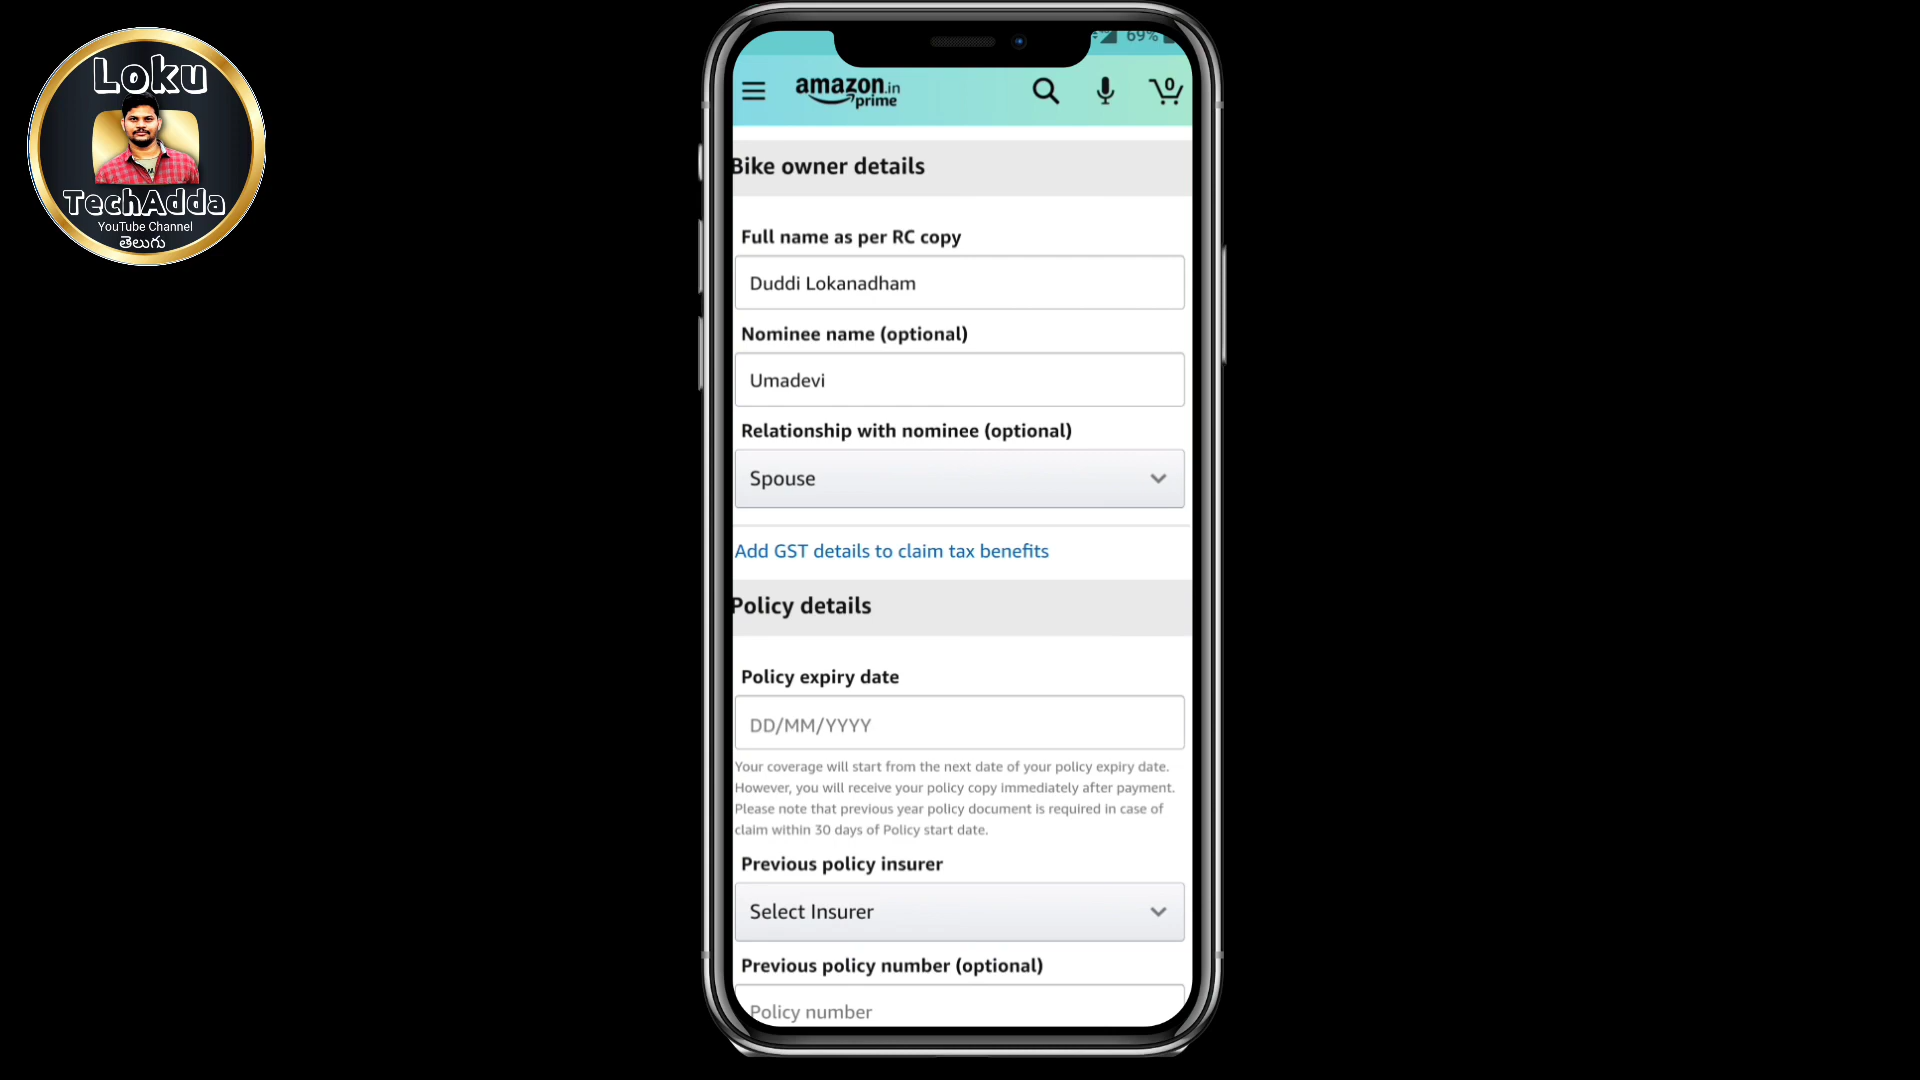 Loku
TechAdda
YouTube Channel
తెలుగు
69%
amazon.in
prime
0
Bike owner details
Full name as per RC copy
Duddi Lokanadham
Nominee name (optional)
Umadevi
Relationship with nominee (optional)
Spouse
Add GST details to claim tax benefits
Policy details
Policy expiry date
DD/MM/YYYY
Your coverage will start from the next date of your policy expiry date.
However, you will receive your policy copy immediately after payment.
Please note that previous year policy document is required in case of
claim within 30 days of Policy start date.
Previous policy insurer
Select Insurer
Previous policy number (optional)
Policy number